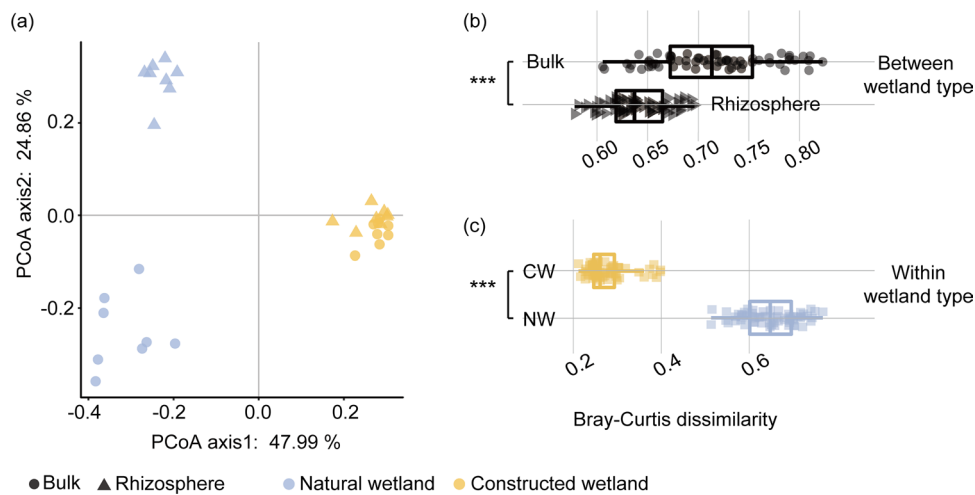 (a)
PCoA axis2: 24.86 %
0.2
0.0
-0.2
-0.4
-0.2
0.0
0.2
PCoA axis1: 47.99 %
(b)
Bulk
Rhizosphere
***
Between
wetland type
0.60
0.65
0.70
0.75
0.80
(c)
CW
NW
***
Within
wetland type
0.2
0.4
0.6
Bray-Curtis dissimilarity
Bulk Rhizosphere Natural wetland Constructed wetland